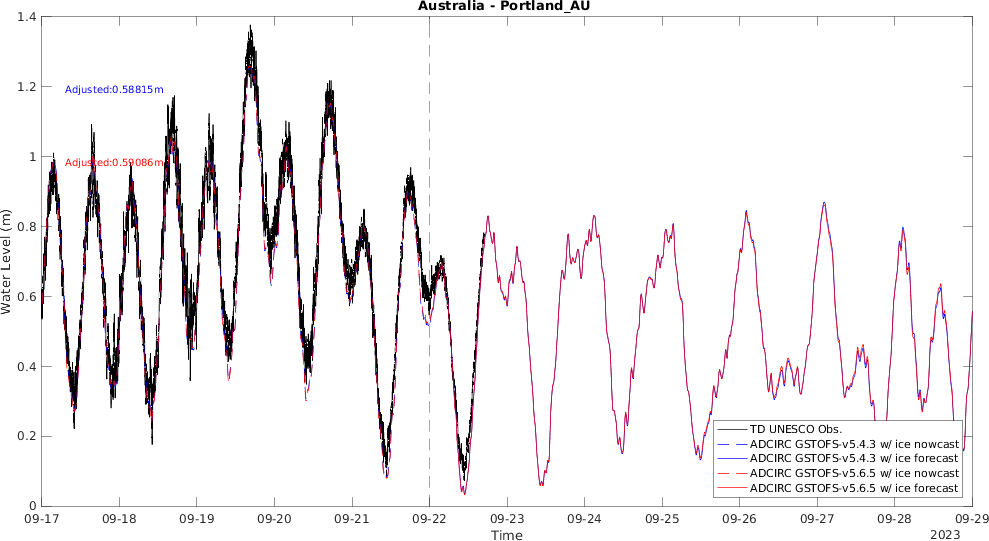 Australia - Portland_AU
1.4
1.2
1
0.8
0.6
0.4
0.2
0
Water Level (m)
Adjusted:0.58815m
Adjusted:0.59086m
TD UNESCO Obs.
ADCIRC GSTOFS-v5.4.3 w/ ice nowcast
ADCIRC GSTOFS-v5.4.3 w/ ice forecast
ADCIRC GSTOFS-v5.6.5 w/ ice nowcast
ADCIRC GSTOFS-v5.6.5 w/ ice forecast
09-17 09-18 09-19 09-20 09-21 09-22 09-23 09-24 09-25 09-26 09-27 09-28 09-29
Time
2023